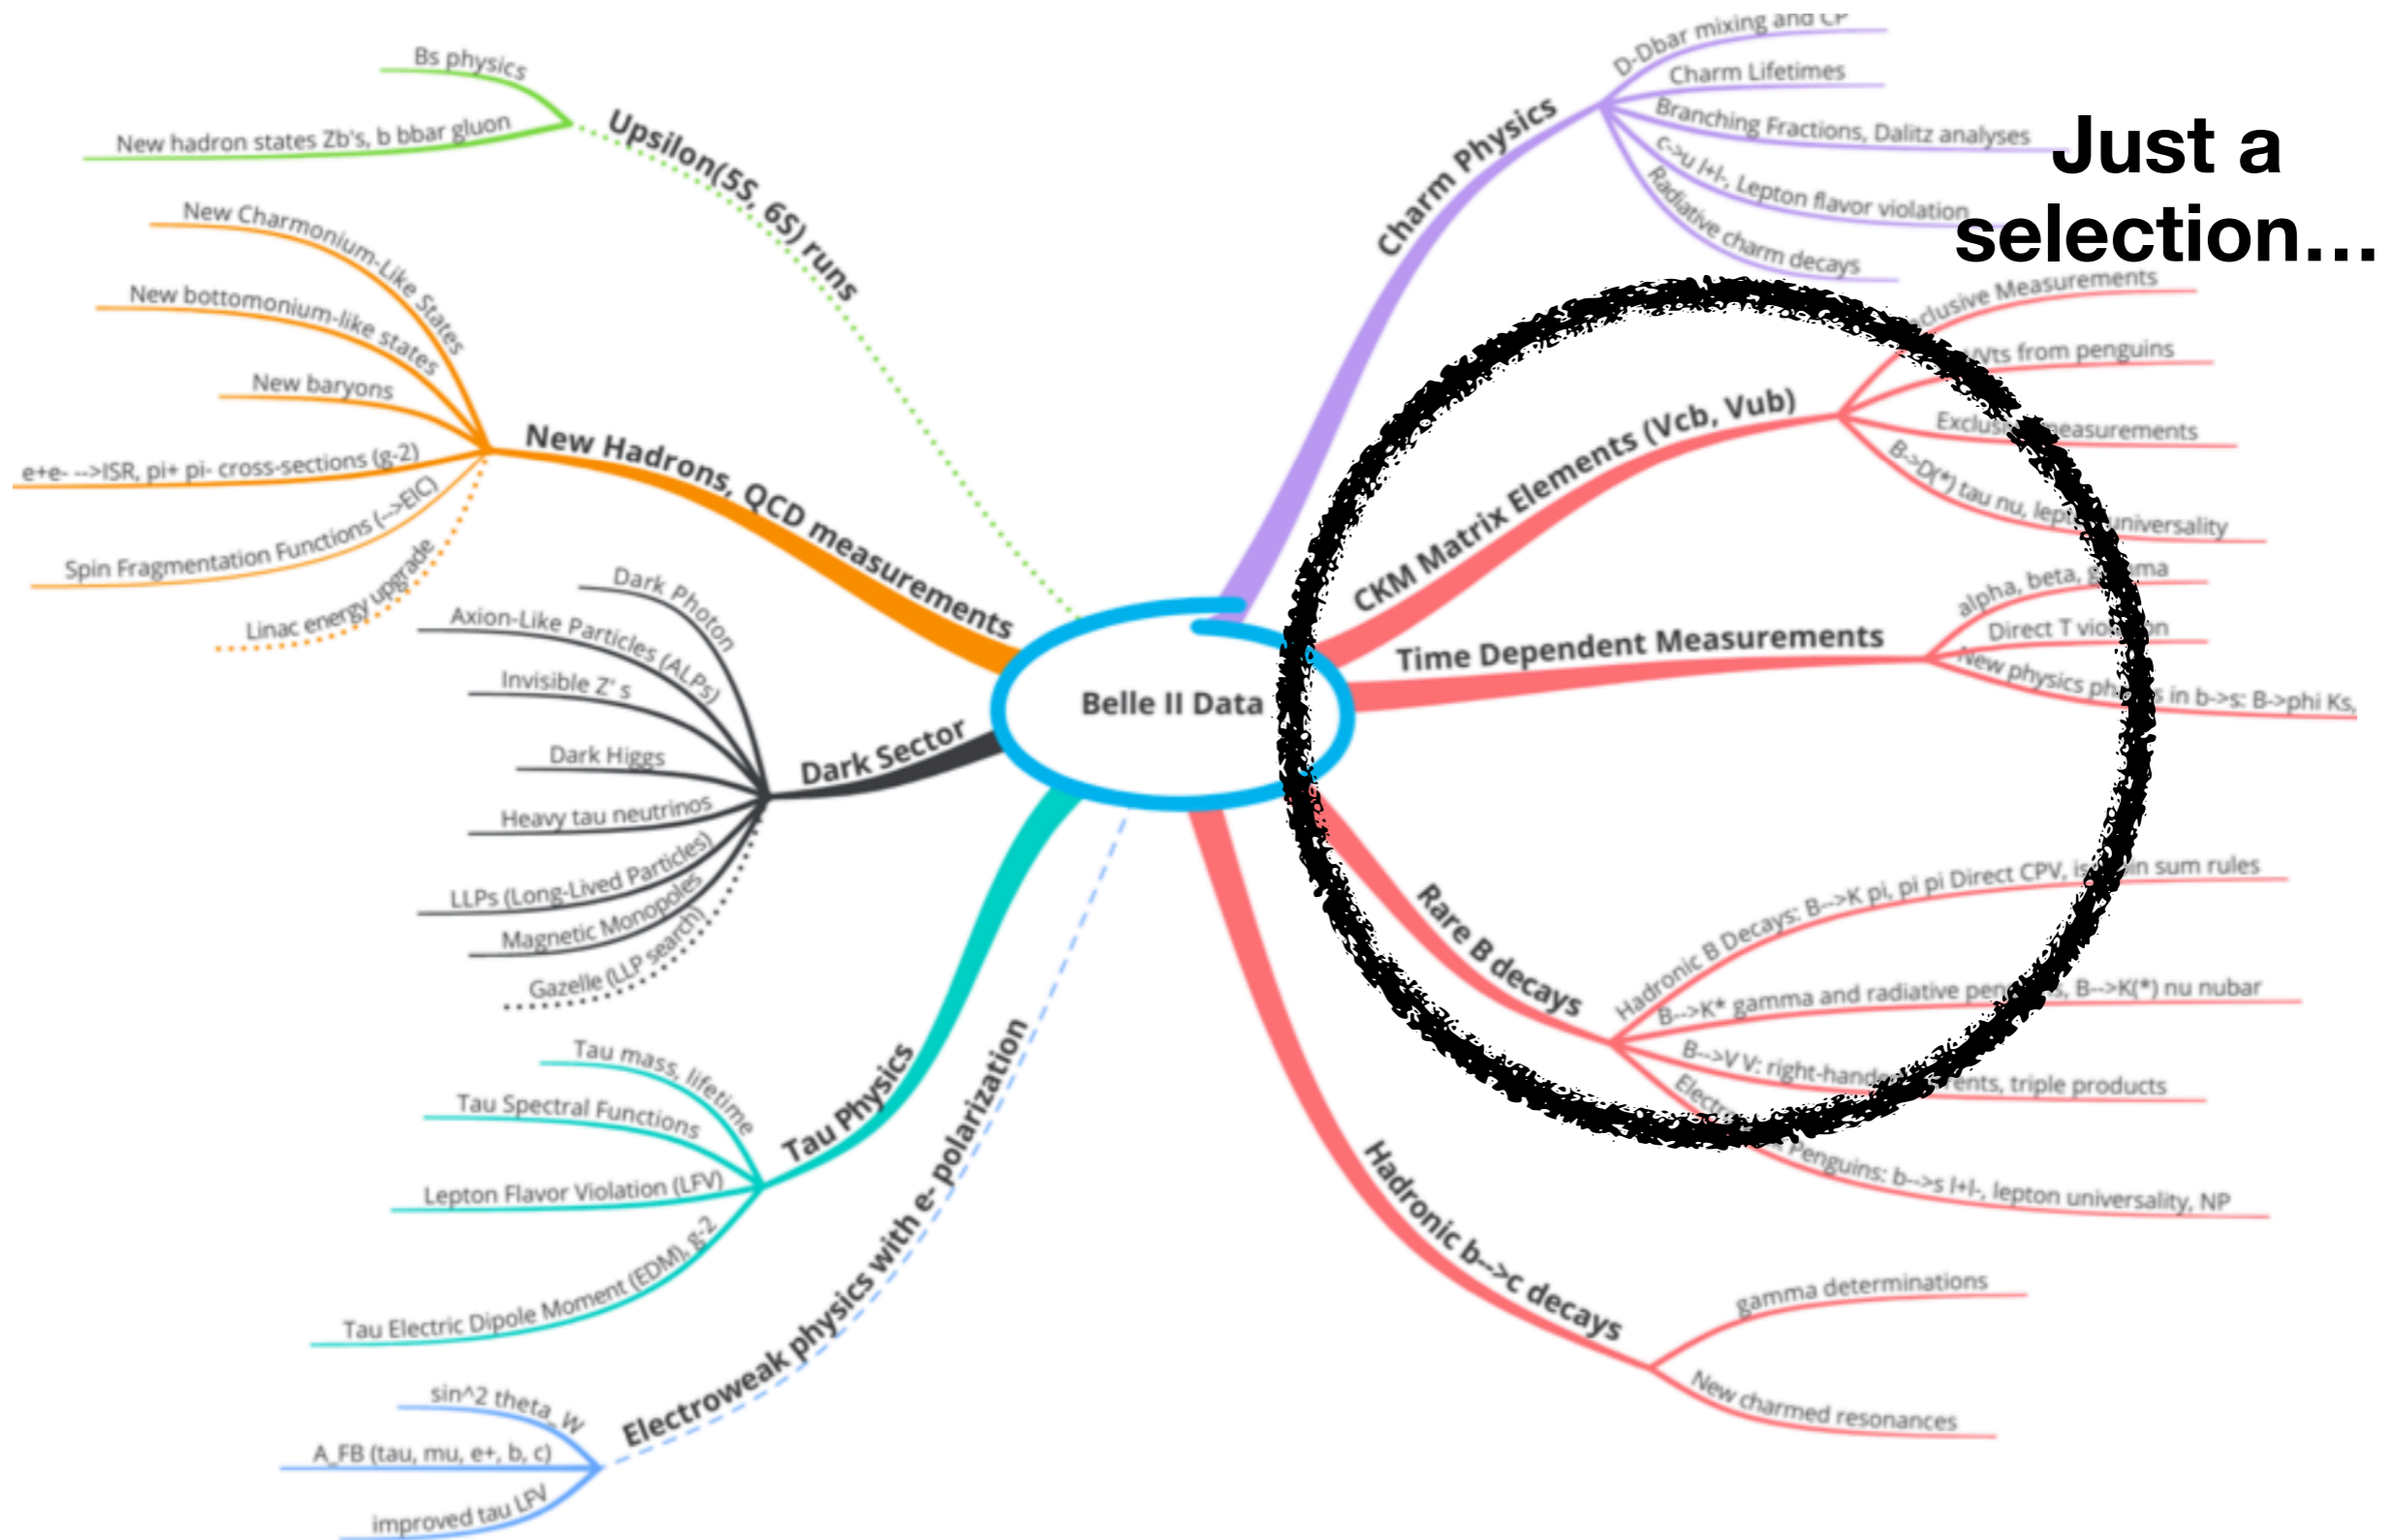 Bs physics
New hadron states Zb's, b bbar gluon
Upsilon(5S, 6S) runs
New Charmonium-Like States
New bottomonium-like states
New baryons
e+e- -->ISR, pi+ pi- cross-sections (g-2)
Spin Fragmentation Functions (-->EIC)
Linac energy upgrade
New Hadrons, QCD measurements
Dark Photon
Axion-Like Particles (ALPs)
Invisible Z' s
Dark Higgs
Heavy tau neutrinos
LLPs (Long-Lived Particles)
Magnetic Monopoles
Gazelle (LLP search)
Dark Sector
Tau mass, lifetime
Tau Spectral Functions
Lepton Flavor Violation (LFV)
Tau Electric Dipole Moment (EDM), g-2
Tau Physics
sin^2 theta_W
A_FB (tau, mu, e+, b, c)
improved tau LFV
Electroweak physics with e- polarization
Belle II Data
Charm Physics
D-Dbar mixing and CP
Charm Lifetimes
Branching Fractions, Dalitz analyses
c->u l+l-, Lepton flavor violation
Radiative charm decays
Just a
selection...
CKM Matrix Elements (Vcb, Vub)
Measurements
from penguins
measurements
B->D(*) tau nu, universality
Time Dependent Measurements
alpha, beta,
Direct T
New physics in b->s: B->phi Ks,
Rare B decays
Hadronic B Decays: B-->K pi, pi pi Direct CPV, sum rules
B-->K* gamma and radiative B-->K(*) nu nubar
B-->V V: triple products
Penguins: b-->s l+l-, lepton universality, NP
Hadronic b-->c decays
gamma determinations
New charmed resonances